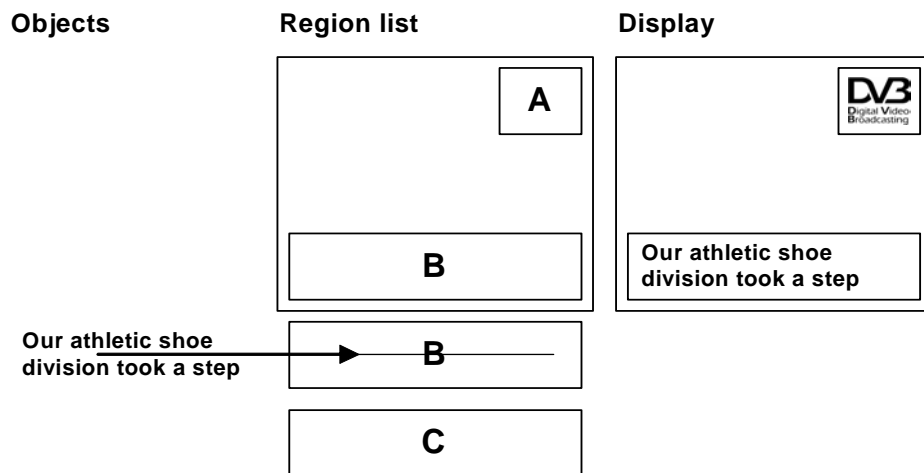 Objects Region list Display
A
DVB
Digital Video
Broadcasting
B
Our athletic shoe
division took a step
Our athletic shoe
division took a step
B
C